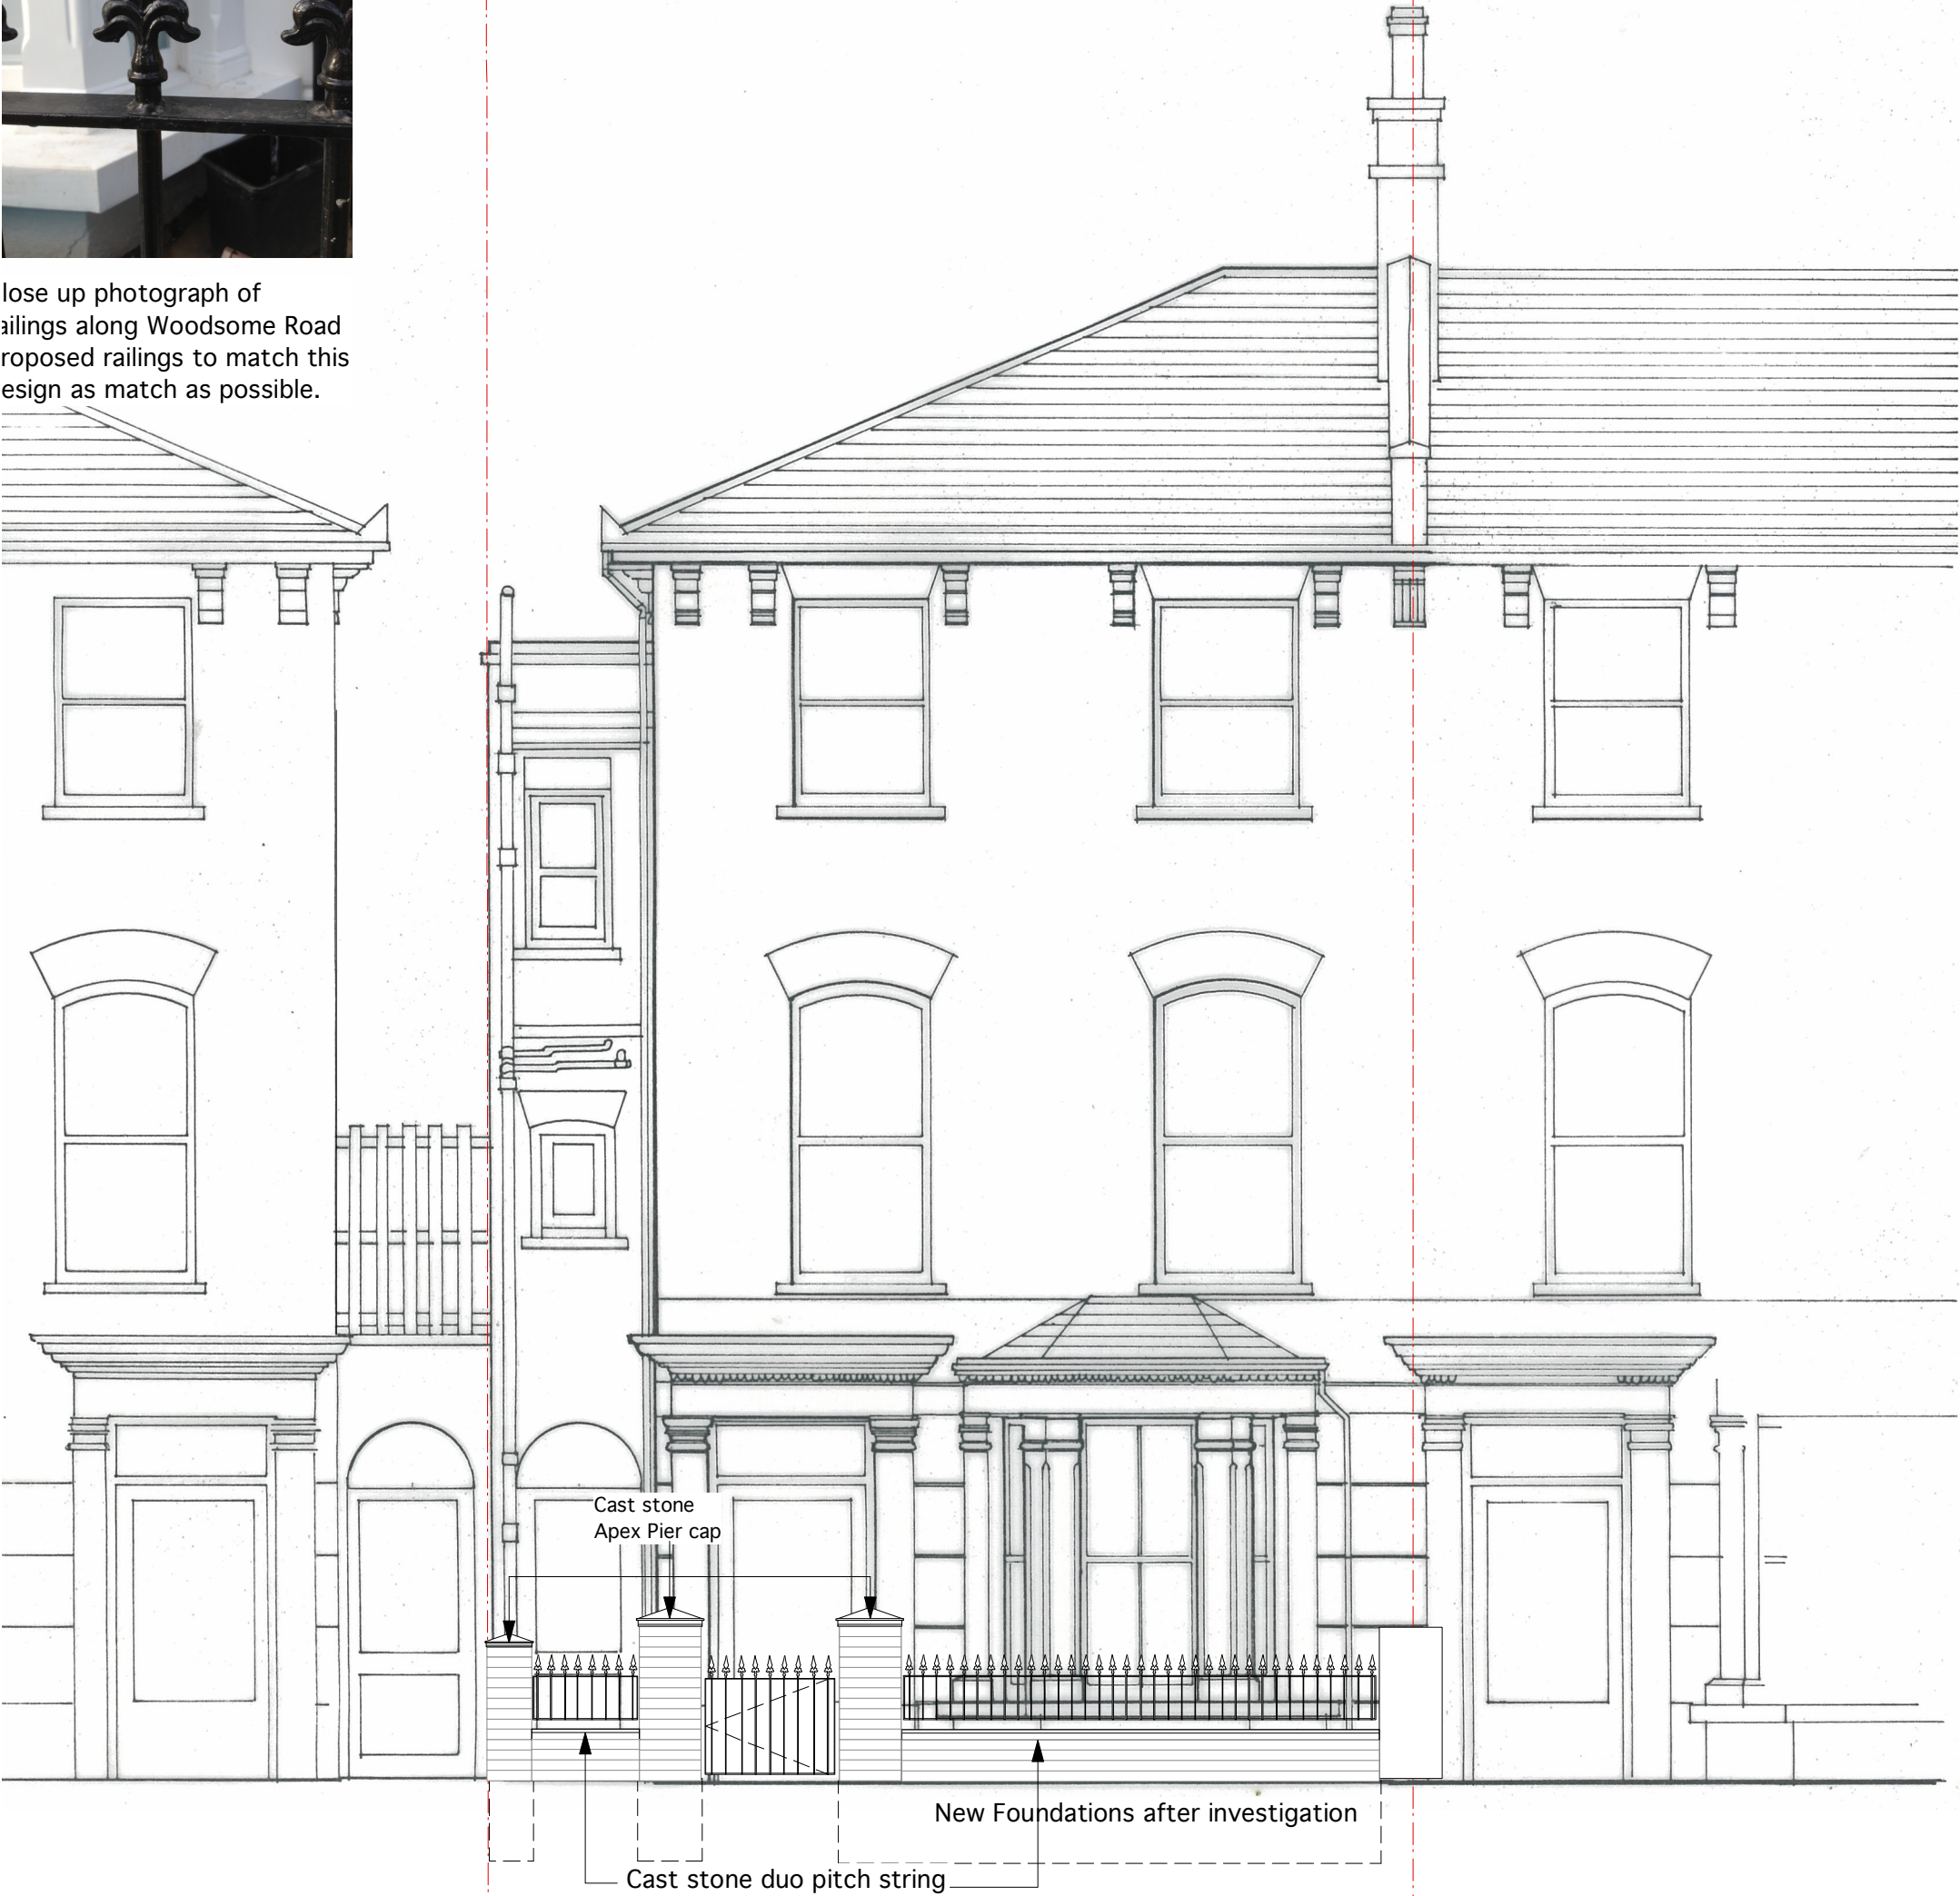 lose up photograph of
ailings along Woodsome Road
roposed railings to match this
esign as match as possible.
Cast stone
Apex Pier cap
New Foundations after investigation
Cast stone duo pitch string